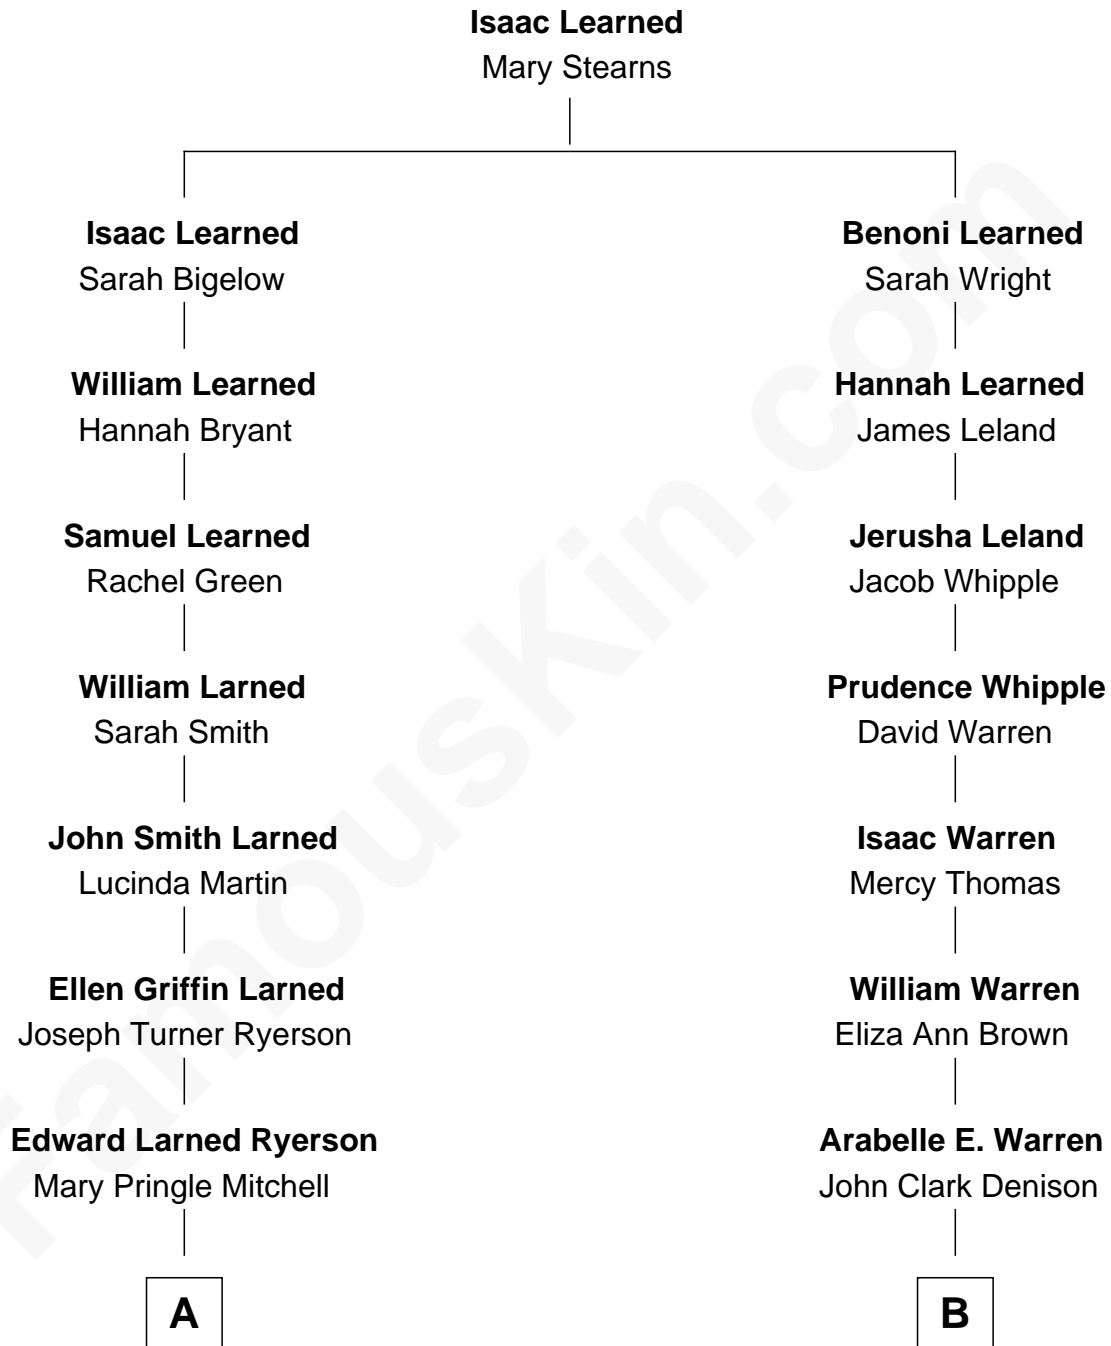 Isaac Learned
Mary Stearns
Isaac Learned
Sarah Bigelow
William Learned
Hannah Bryant
Samuel Learned
Rachel Green
William Larned
Sarah Smith
John Smith Larned
Lucinda Martin
Ellen Griffin Larned
Joseph Turner Ryerson
Edward Larned Ryerson
Mary Pringle Mitchell
A
Benoni Learned
Sarah Wright
Hannah Learned
James Leland
Jerusha Leland
Jacob Whipple
Prudence Whipple
David Warren
Isaac Warren
Mercy Thomas
William Warren
Eliza Ann Brown
Arabelle E. Warren
John Clark Denison
B
FamousKin.com